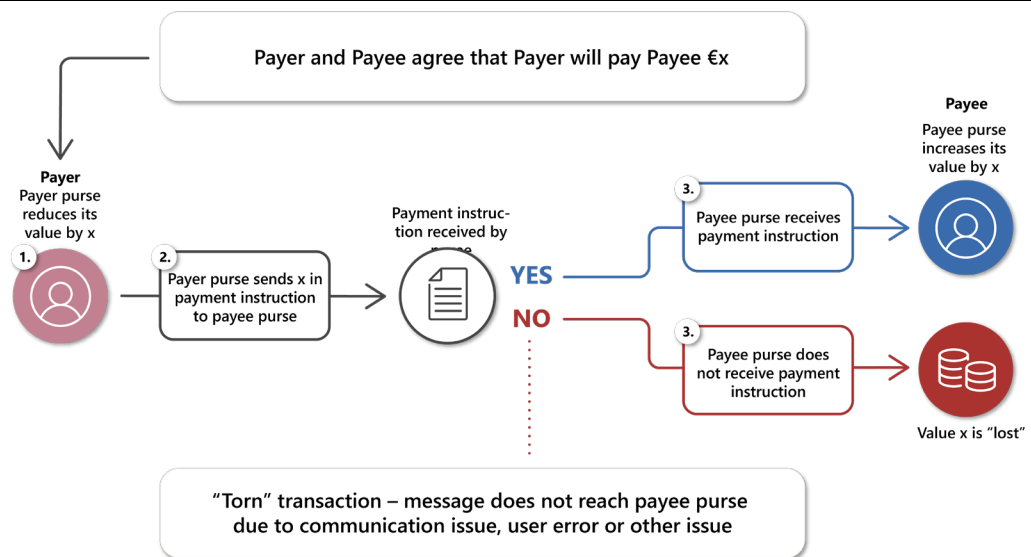 Payer and Payee agree that Payer will pay Payee €x
Payer
Payer purse
reduces its
value by x
1.
2.
Payer purse sends x in
payment instruction
to payee purse
Payment instruc-
tion received by
YES
NO
3.
Payee purse receives
payment instruction
Payee
Payee purse
increases its
value by x
3.
Payee purse does
not receive payment
instruction
Value x is “lost”
“Torn” transaction – message does not reach payee purse
due to communication issue, user error or other issue